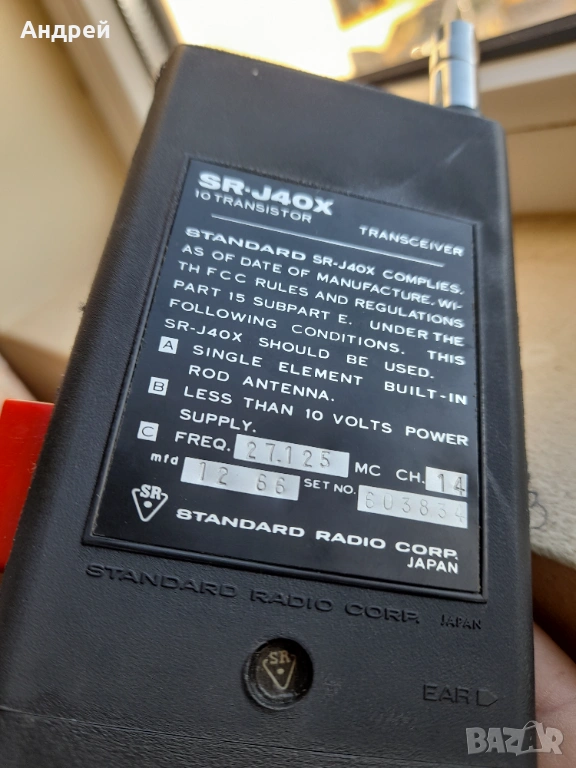 Снимка от Андрей
SR·J40X
10 TRANSISTOR TRANSCEIVER
STANDARD SR-J40X COMPLIES,
AS OF DATE OF MANUFACTURE, WI-
TH FCC RULES AND REGULATIONS
PART 15 SUBPART E. UNDER THE
FOLLOWING CONDITIONS. THIS
SR-J40X SHOULD BE USED.
A SINGLE ELEMENT BUILT-IN
ROD ANTENNA.
B LESS THAN 10 VOLTS POWER
SUPPLY.
C FREQ. 27.125 MC CH. 14
mfd 12 66 SET NO. 603834
SR STANDARD RADIO CORP.
JAPAN
STANDARD RADIO CORP. JAPAN
SR
EAR
BAZAR